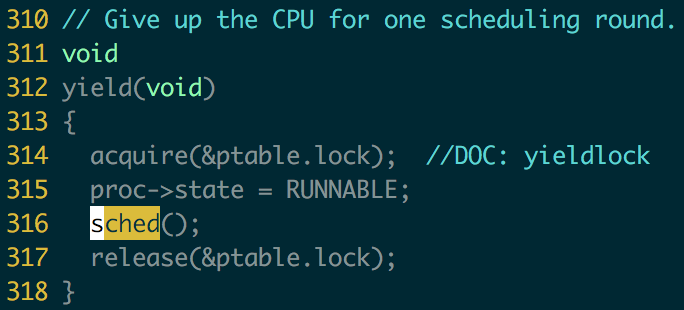 310 // Give up the CPU for one scheduling round.
311 void
312 yield(void)
313 {
314   acquire(&ptable.lock);  //DOC: yieldlock
315   proc->state = RUNNABLE;
316   sched();
317   release(&ptable.lock);
318 }